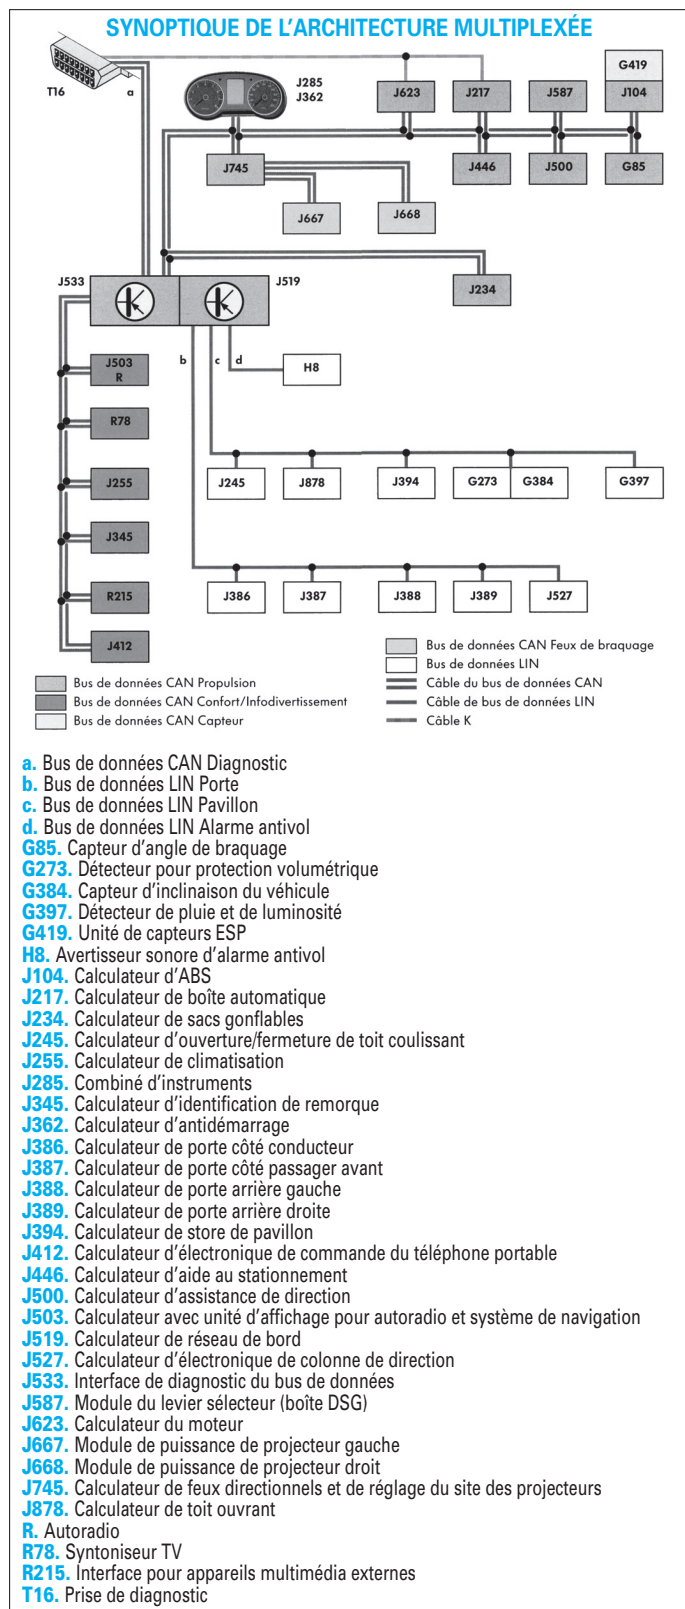 SYNOPTIQUE DE L'ARCHITECTURE MULTIPLEXÉE
T16
a
J285
J362
J623
J217
J587
G419
J104
J745
J446
J500
G85
J667
J668
J533
J519
J234
b
c
d
H8
J503
R
R78
J255
J345
R215
J412
J245
J878
J394
G273
G384
G397
J386
J387
J388
J389
J527
Bus de données CAN Propulsion
Bus de données CAN Confort/Infodivertissement
Bus de données CAN Capteur
Bus de données CAN Feux de braquage
Bus de données LIN
Câble du bus de données CAN
Câble de bus de données LIN
Câble K
a. Bus de données CAN Diagnostic
b. Bus de données LIN Porte
c. Bus de données LIN Pavillon
d. Bus de données LIN Alarme antivol
G85. Capteur d'angle de braquage
G273. Détecteur pour protection volumétrique
G384. Capteur d'inclinaison du véhicule
G397. Détecteur de pluie et de luminosité
G419. Unité de capteurs ESP
H8. Avertisseur sonore d'alarme antivol
J104. Calculateur d'ABS
J217. Calculateur de boîte automatique
J234. Calculateur de sacs gonflables
J245. Calculateur d'ouverture/fermeture de toit coulissant
J255. Calculateur de climatisation
J285. Combiné d'instruments
J345. Calculateur d'identification de remorque
J362. Calculateur d'antidémarrage
J386. Calculateur de porte côté conducteur
J387. Calculateur de porte côté passager avant
J388. Calculateur de porte arrière gauche
J389. Calculateur de porte arrière droite
J394. Calculateur de store de pavillon
J412. Calculateur d'électronique de commande du téléphone portable
J446. Calculateur d'aide au stationnement
J500. Calculateur d'assistance de direction
J503. Calculateur avec unité d'affichage pour autoradio et système de navigation
J519. Calculateur de réseau de bord
J527. Calculateur d'électronique de colonne de direction
J533. Interface de diagnostic du bus de données
J587. Module du levier sélecteur (boîte DSG)
J623. Calculateur du moteur
J667. Module de puissance de projecteur gauche
J668. Module de puissance de projecteur droit
J745. Calculateur de feux directionnels et de réglage du site des projecteurs
J878. Calculateur de toit ouvrant
R. Autoradio
R78. Syntoniseur TV
R215. Interface pour appareils multimédia externes
T16. Prise de diagnostic